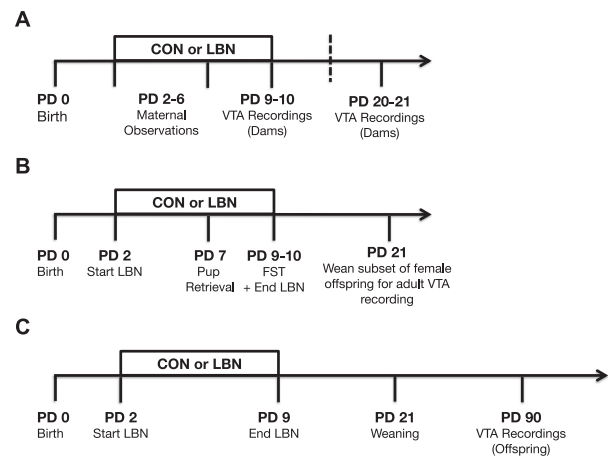 A
CON or LBN
PD 0
Birth
PD 2-6
Maternal
Observations
PD 9-10
VTA Recordings
(Dams)
PD 20-21
VTA Recordings
(Dams)
B
CON or LBN
PD 0
Birth
PD 2
Start LBN
PD 7
Pup
Retrieval
PD 9-10
FST
+ End LBN
PD 21
Wean subset of female
offspring for adult VTA
recording
C
CON or LBN
PD 0
Birth
PD 2
Start LBN
PD 9
End LBN
PD 21
Weaning
PD 90
VTA Recordings
(Offspring)